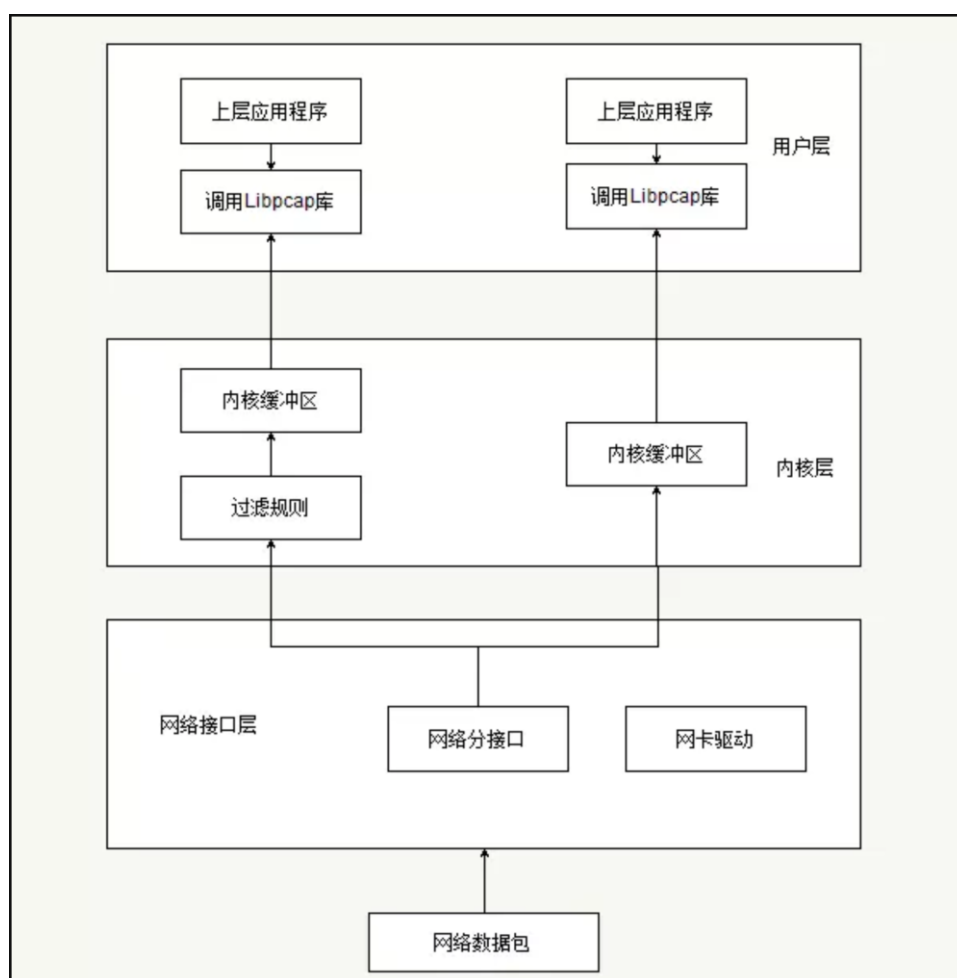 上层应用程序
上层应用程序
用户层
调用Libpcap库
调用Libpcap库
内核缓冲区
内核缓冲区
内核层
过滤规则
网络接口层
网络分接口
网卡驱动
网络数据包